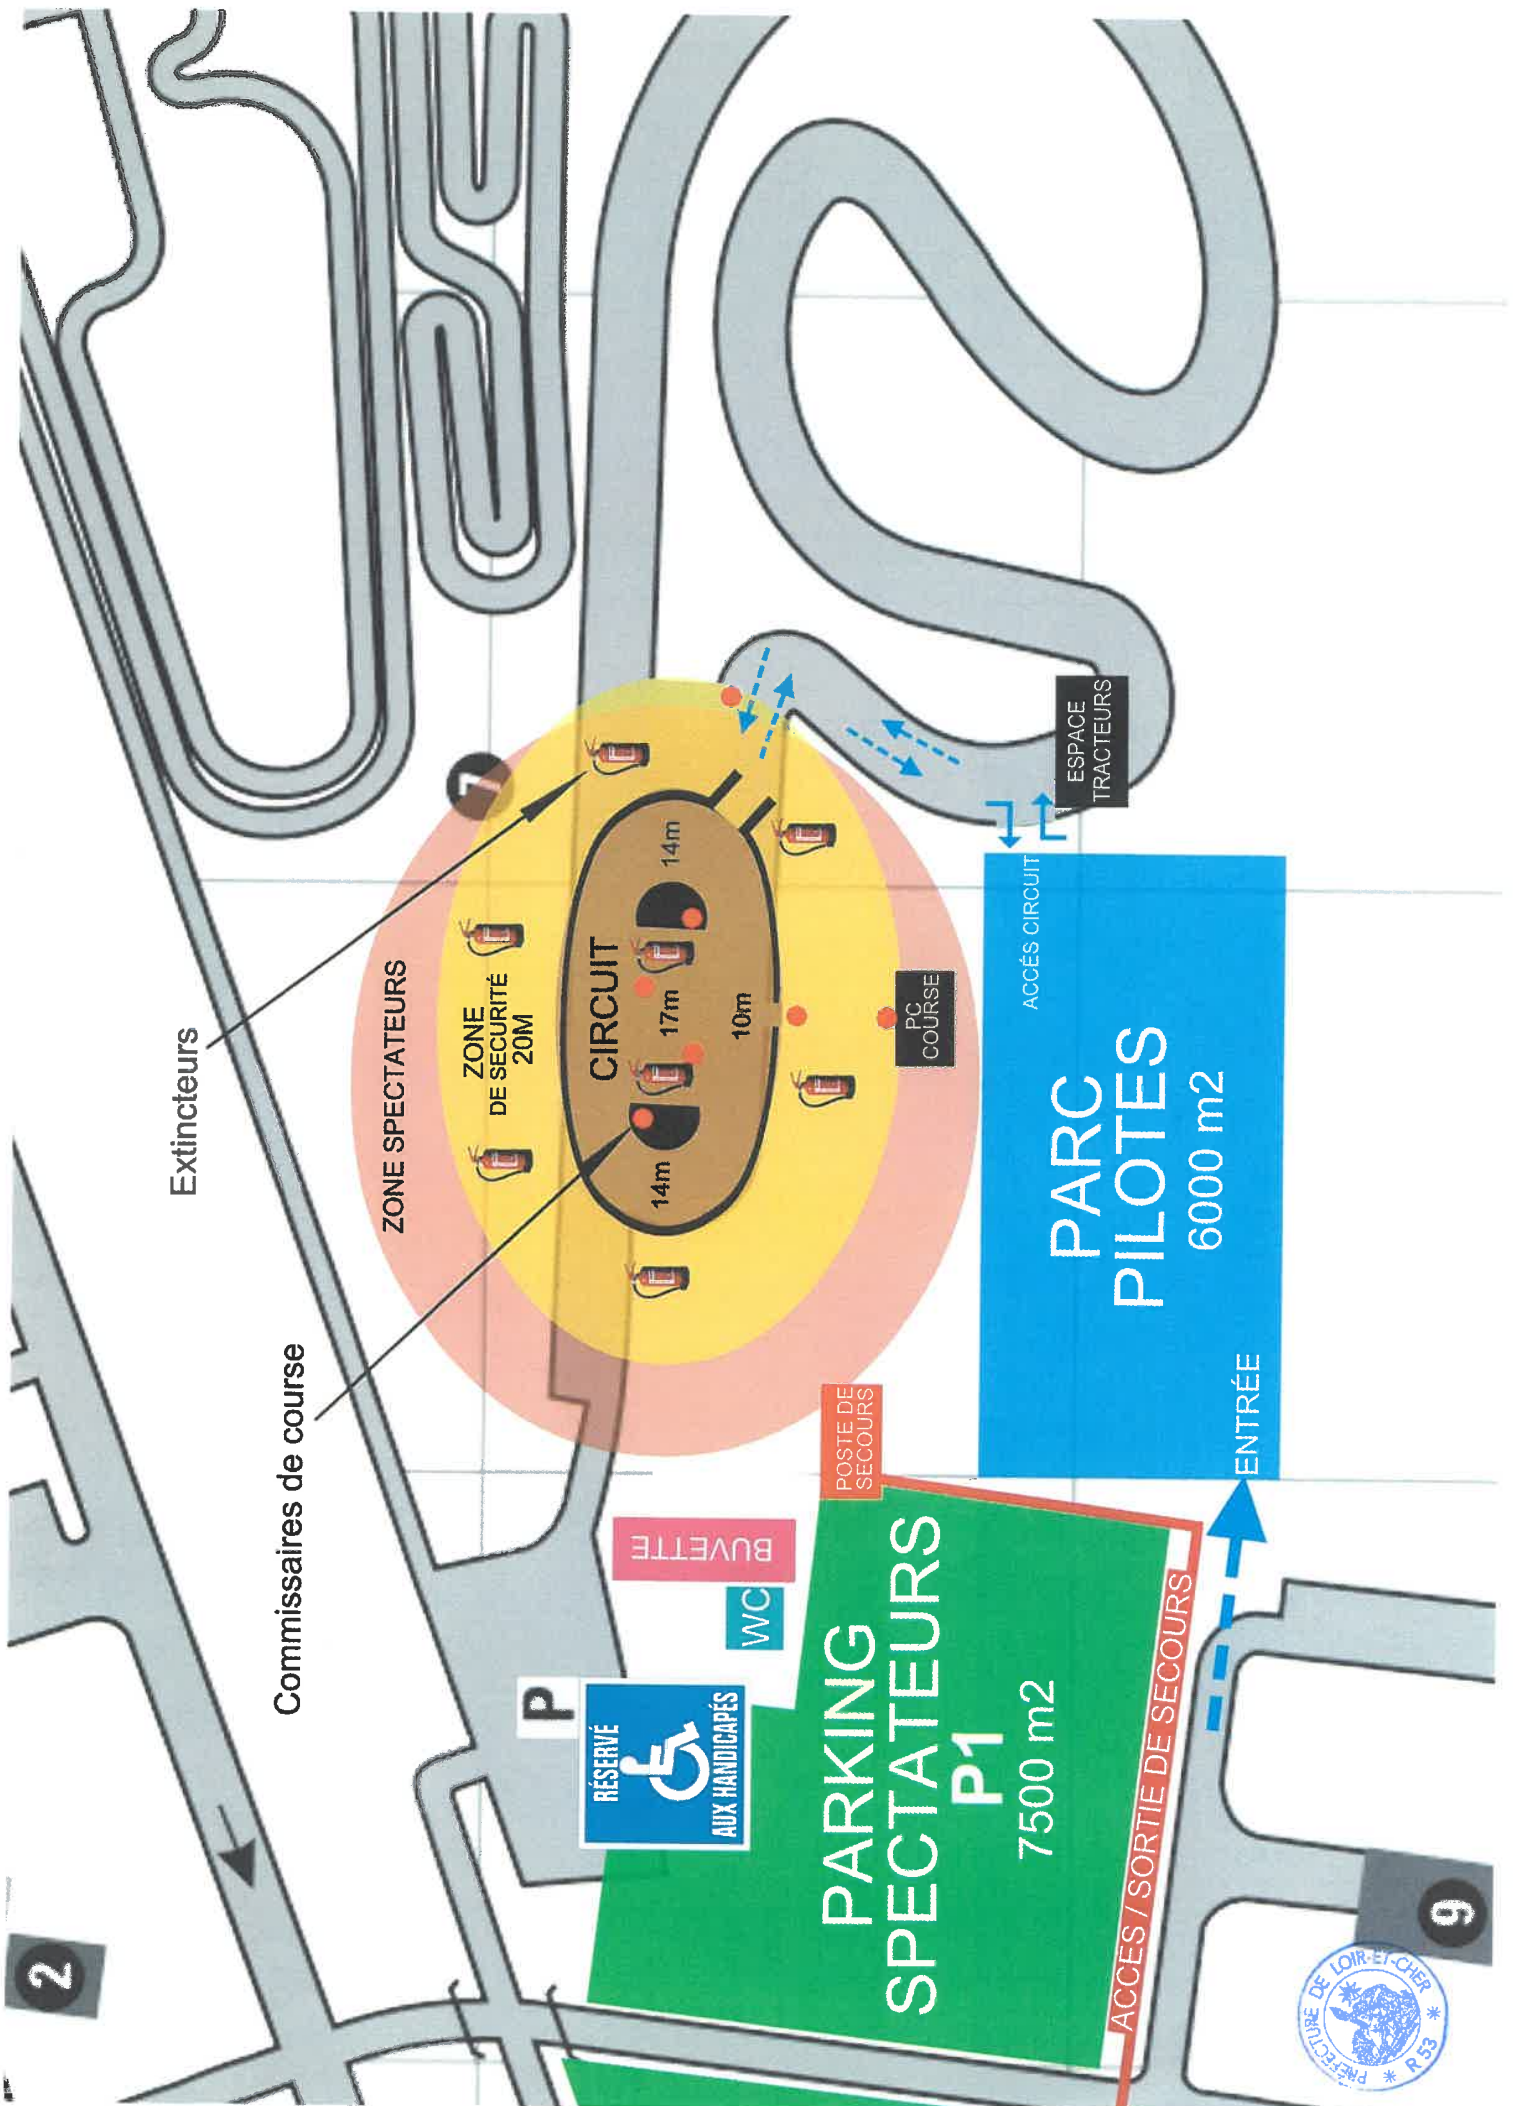 Extincteurs
Commissaires de course
ZONE SPECTATEURS
ZONE
DE SECURITÉ
20M
7
CIRCUIT
14m
17m
14m
10m
PC
COURSE
ESPACE
TRACTEURS
ACCÈS CIRCUIT
PARC
PILOTES
6000 m2
ENTRÉE
POSTE DE
SECOURS
BUVETTE
WC
P
RÉSERVÉ
AUX HANDICAPÉS
PARKING
SPECTATEURS
P1
7500 m2
ACCES / SORTIE DE SECOURS
2
9
PRÉFECTURE DE LOIR-ET-CHER
* R 53 *